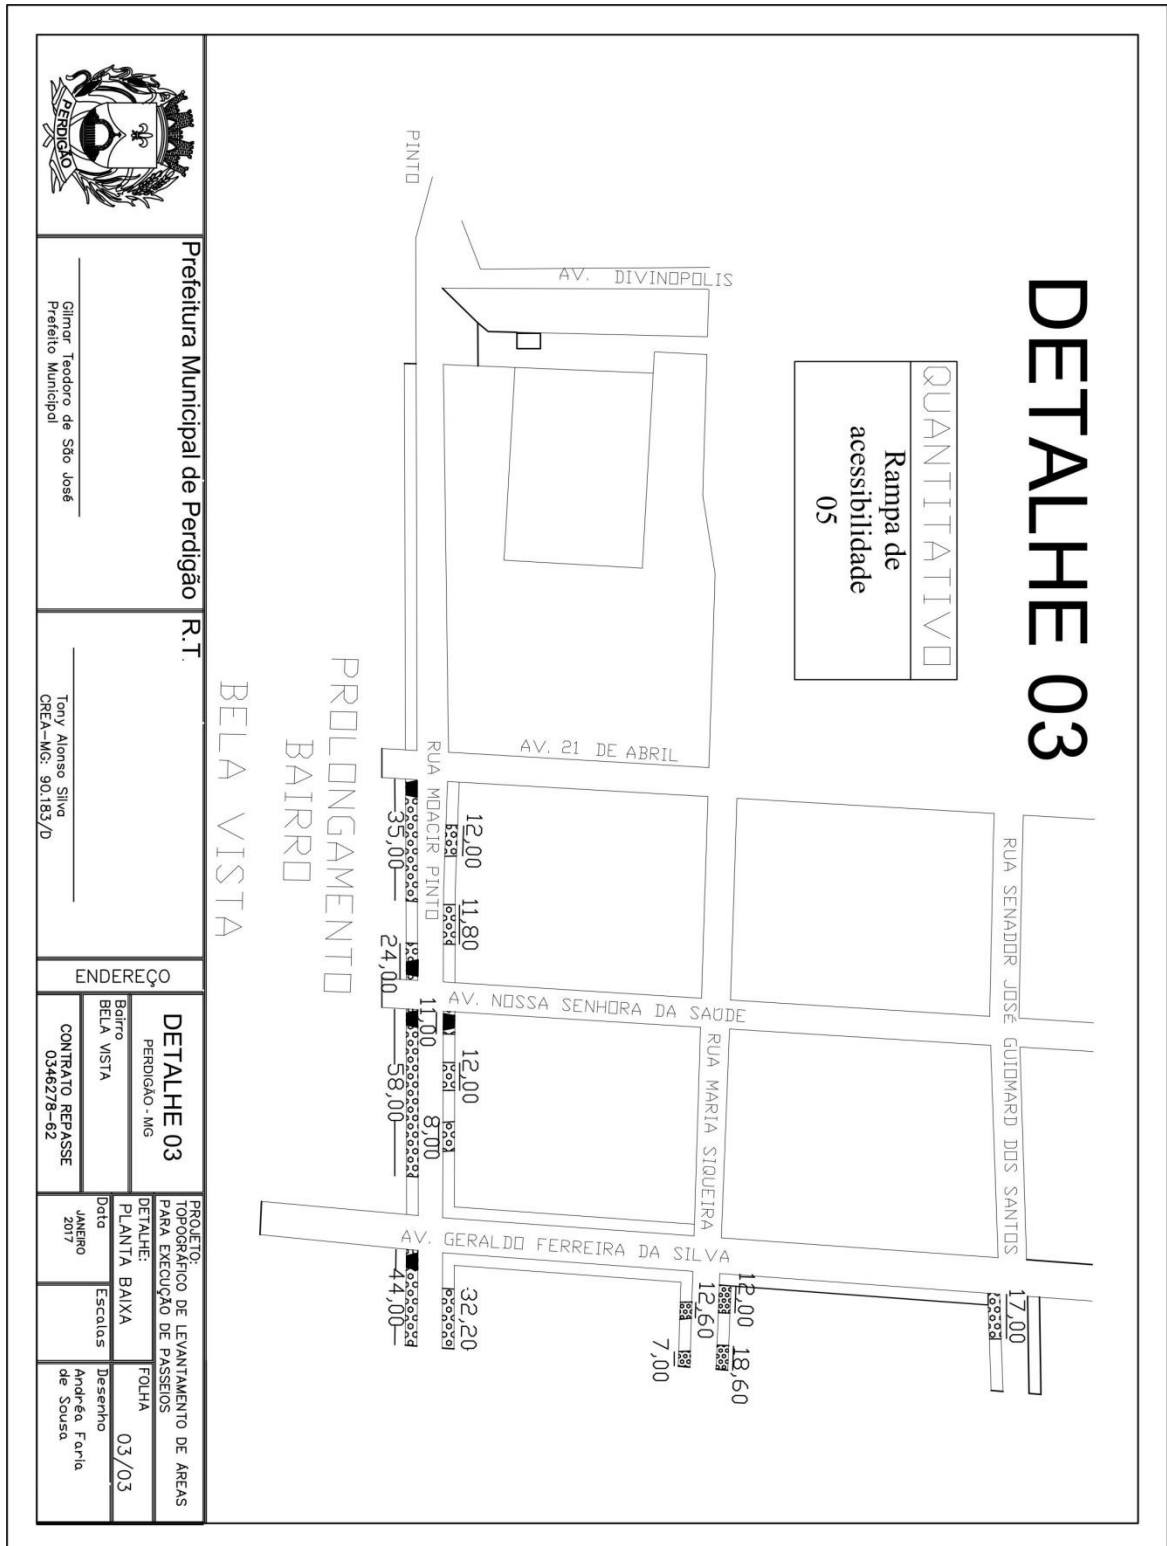 DETALHE 03
QUANTITATIVO
Rampa de
acessibilidade
05
PINTO
AV. DIVINOPOLIS
AV. 21 DE ABRIL
RUA MOACIR PINTO
RUA SENADOR JOSÉ GUIOMARD DOS SANTOS
AV. NOSSA SENHORA DA SAÚDE
RUA MARIA SIQUEIRA
AV. GERALDO FERREIRA DA SILVA
12,00
11,80
35,00
24,00
11,00
12,00
58,00
8,00
44,00
32,20
12,60
7,00
12,00
18,60
17,00
PROLONGAMENTO
BAIRRO
BELA VISTA
PERDIGÃO
Prefeitura Municipal de Perdigão
Gilmar Teodoro de São José
Prefeito Municipal
R.T.
Tony Alonso Silva
CREA-MG: 90.183/D
ENDEREÇO
DETALHE 03
PERDIGÃO - MG
Bairro
BELA VISTA
CONTRATO REPASSE
0346278-62
PROJETO:
TOPOGRÁFICO DE LEVANTAMENTO DE ÁREAS
PARA EXECUÇÃO DE PASSEIOS
DETALHE:
PLANTA BAIXA
FOLHA
03/03
Data
JANEIRO
2017
Escalas
Desenho
Andréa Faria
de Sousa